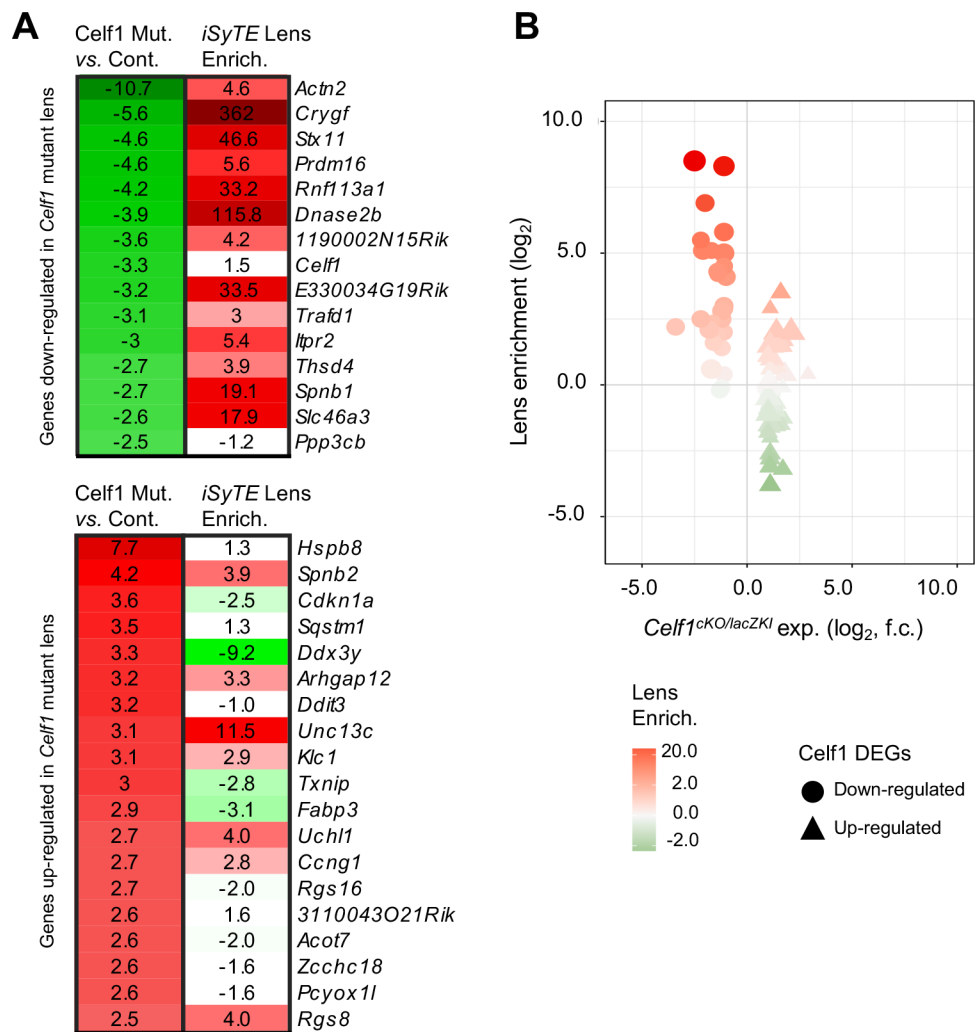 A
Celf1 Mut. iSyTE Lens
vs. Cont. Enrich.
Genes down-regulated in Celf1 mutant lens
-10.7 4.6 Actn2
-5.6 362 Crygf
-4.6 46.6 Stx11
-4.6 5.6 Prdm16
-4.2 33.2 Rnf113a1
-3.9 115.8 Dnase2b
-3.6 4.2 1190002N15Rik
-3.3 1.5 Celf1
-3.2 33.5 E330034G19Rik
-3.1 3 Trafd1
-3 5.4 Itpr2
-2.7 3.9 Thsd4
-2.7 19.1 Spnb1
-2.6 17.9 Slc46a3
-2.5 -1.2 Ppp3cb
Celf1 Mut. iSyTE Lens
vs. Cont. Enrich.
Genes up-regulated in Celf1 mutant lens
7.7 1.3 Hspb8
4.2 3.9 Spnb2
3.6 -2.5 Cdkn1a
3.5 1.3 Sqstm1
3.3 -9.2 Ddx3y
3.2 3.3 Arhgap12
3.2 -1.0 Ddit3
3.1 11.5 Unc13c
3.1 2.9 Klc1
3 -2.8 Txnip
2.9 -3.1 Fabp3
2.7 4.0 Uchl1
2.7 2.8 Ccng1
2.7 -2.0 Rgs16
2.6 1.6 3110043O21Rik
2.6 -2.0 Acot7
2.6 -1.6 Zcchc18
2.6 -1.6 Pcyox1l
2.5 4.0 Rgs8
B
Lens enrichment (log2)
10.0
5.0
0.0
-5.0
-5.0 0.0 5.0 10.0
Celf1cKO/lacZKI exp. (log2, f.c.)
Lens
Enrich.
20.0
2.0
0.0
-2.0
Celf1 DEGs
Down-regulated
Up-regulated